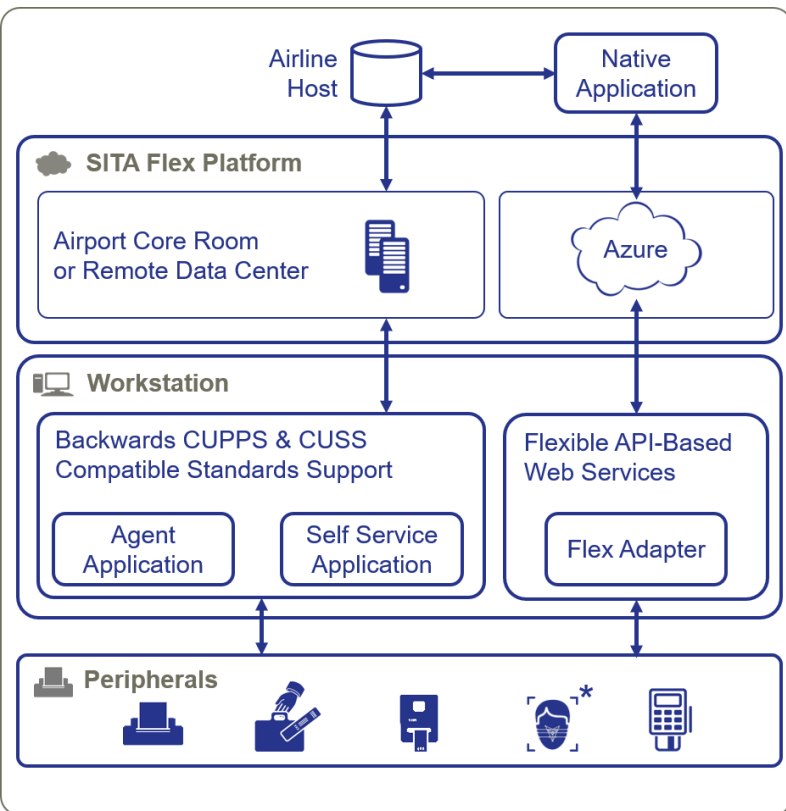 Airline
Host
Native
Application
SITA Flex Platform
Airport Core Room
or Remote Data Center
Azure
Workstation
Backwards CUPPS & CUSS
Compatible Standards Support
Agent
Application
Self Service
Application
Flexible API-Based
Web Services
Flex Adapter
Peripherals
*